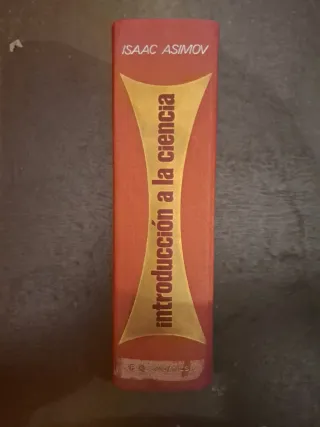 ISAAC ASIMOV
introducción a la ciencia